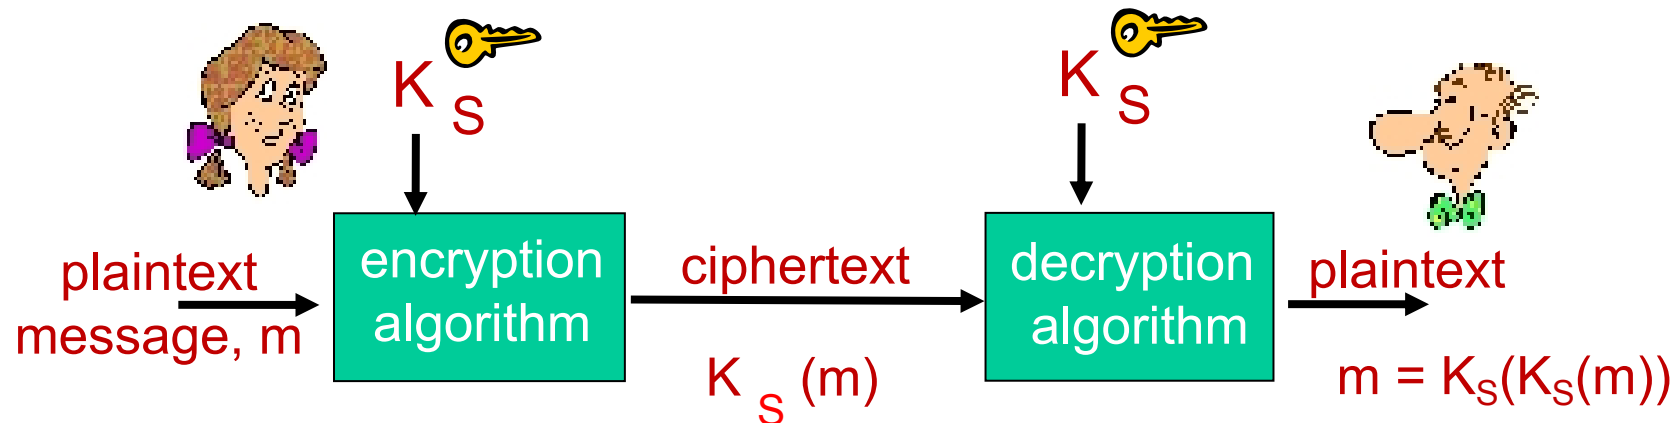 K S
K S
plaintext
message, m
encryption
algorithm
ciphertext
K S (m)
decryption
algorithm
plaintext
m = KS(KS(m))